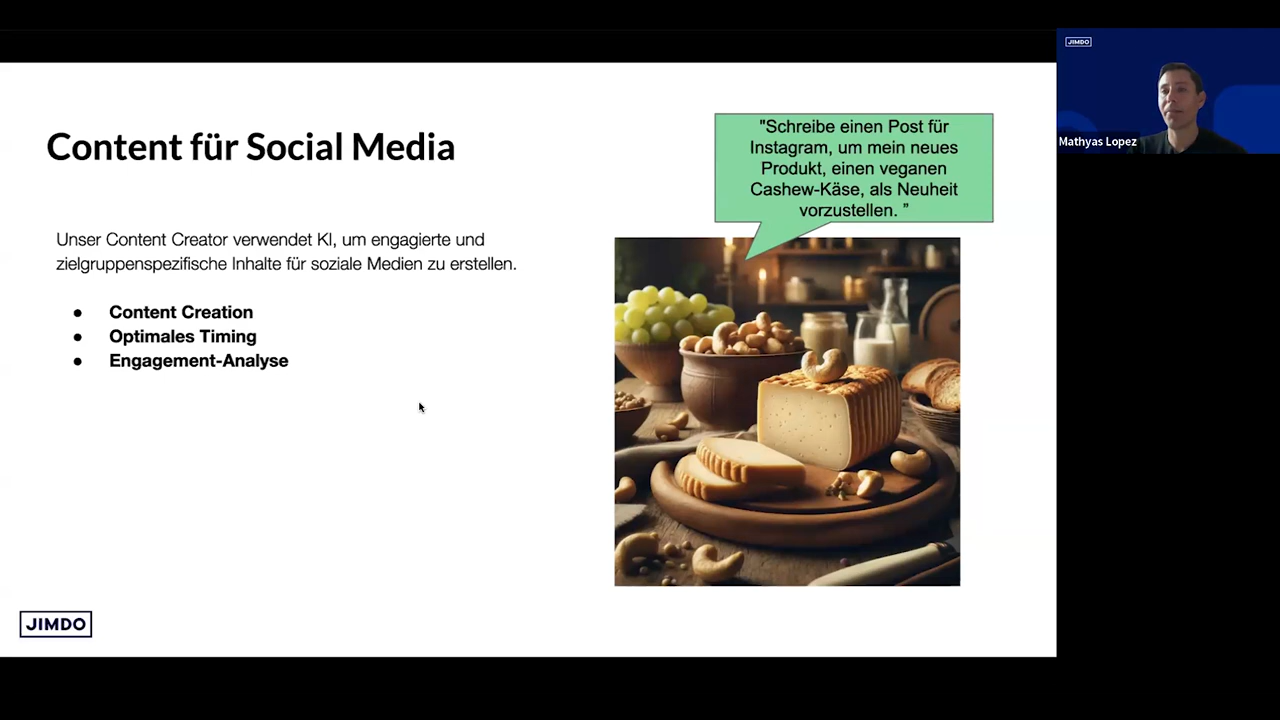 Content für Social Media
Unser Content Creator verwendet KI, um engagierte und
zielgruppenspezifische Inhalte für soziale Medien zu erstellen.
● Content Creation
● Optimales Timing
● Engagement-Analyse
"Schreibe einen Post für
Instagram, um mein neues
Produkt, einen veganen
Cashew-Käse, als Neuheit
vorzustellen. ”
JIMDO
JIMDO
Mathyas Lopez